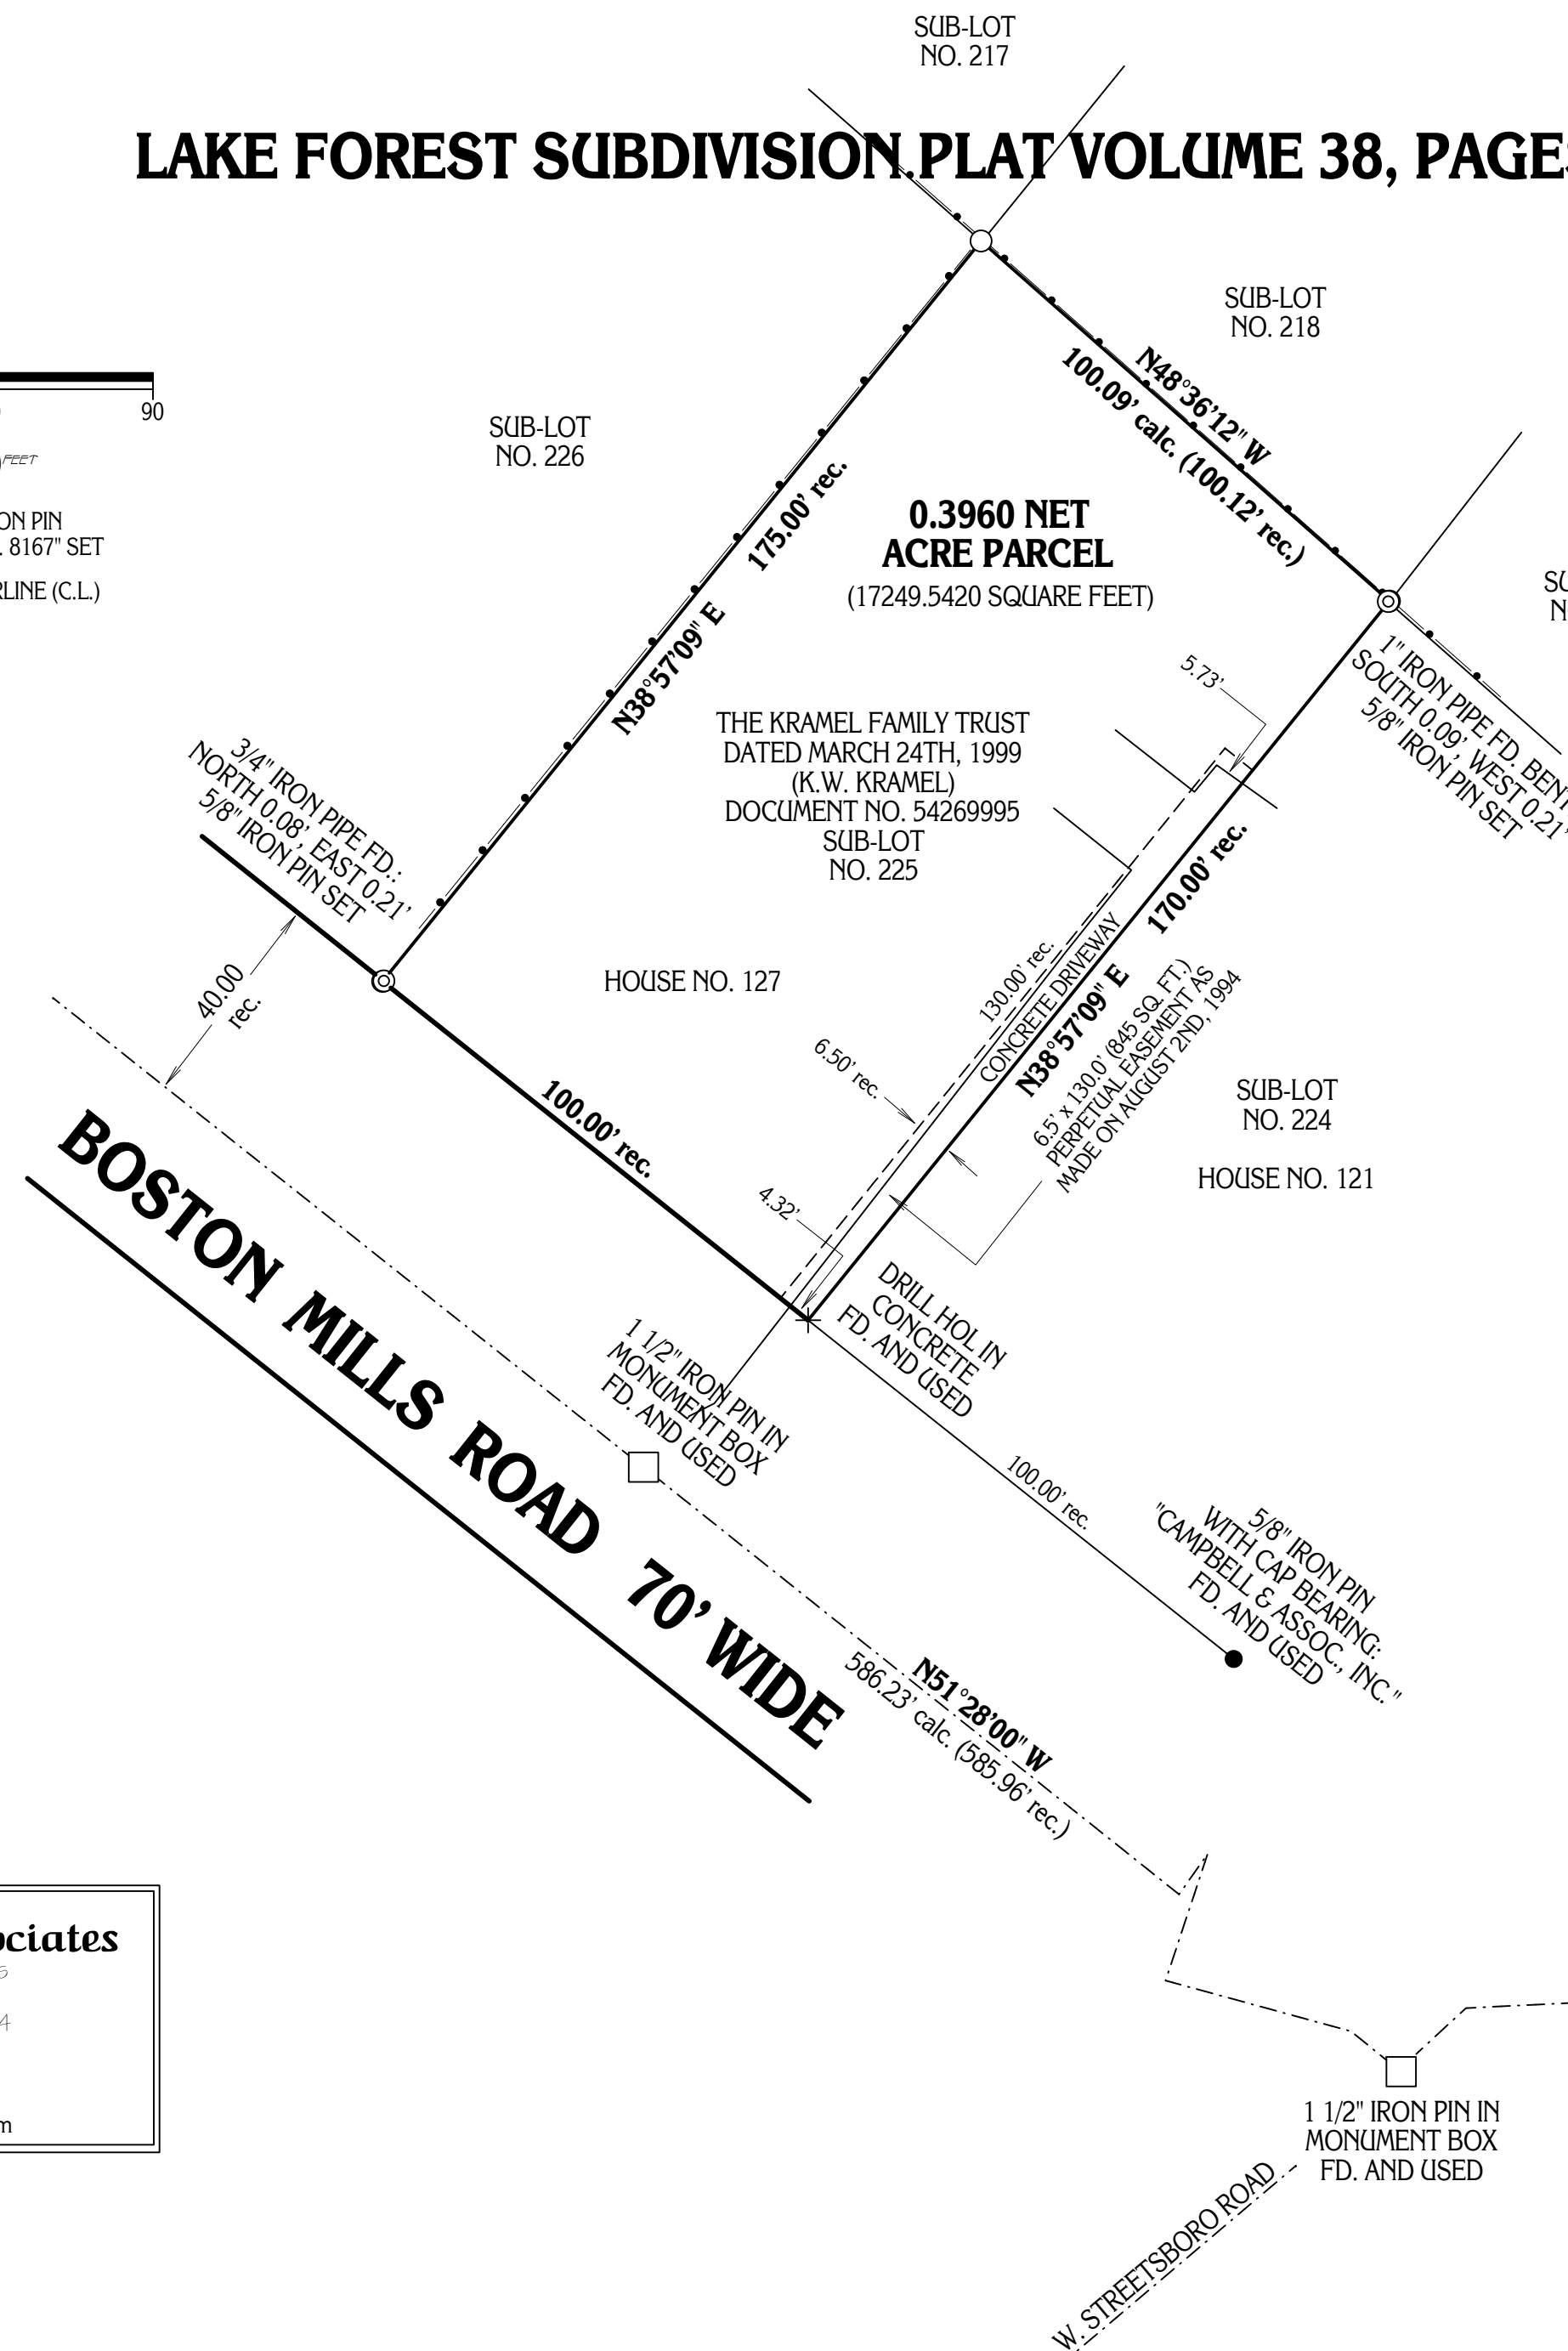 SUB-LOT
NO. 217
LAKE FOREST SUBDIVISION PLAT VOLUME 38, PAGES
SUB-LOT
NO. 218
N48°36'12" W
100.09' calc. (100.12' rec.)
90
FEET
ON PIN
. 8167" SET
RLINE (C.L.)
SUB-LOT
NO. 226
175.00' rec.
N38°57'09" E
0.3960 NET
ACRE PARCEL
(17249.5420 SQUARE FEET)
SU
N
1" IRON PIPE FD. BENT
SOUTH 0.09', WEST 0.21'
5/8" IRON PIN SET
5.73'
THE KRAMEL FAMILY TRUST
DATED MARCH 24TH, 1999
(K.W. KRAMEL)
DOCUMENT NO. 54269995
SUB-LOT
NO. 225
3/4" IRON PIPE FD.:
NORTH 0.08', EAST 0.21'
5/8" IRON PIN SET
40.00
rec.
HOUSE NO. 127
170.00' rec.
N38°57'09" E
130.00' rec.
CONCRETE DRIVEWAY
6.50' rec.
6.5' x 130.0' (845 SQ. FT.)
PERPETUAL EASEMENT AS
MADE ON AUGUST 2ND, 1994
SUB-LOT
NO. 224
HOUSE NO. 121
100.00' rec.
4.32'
BOSTON MILLS ROAD 70' WIDE
DRILL HOL IN
CONCRETE
FD. AND USED
1 1/2" IRON PIN IN
MONUMENT BOX
FD. AND USED
100.00' rec.
5/8" IRON PIN
WITH CAP BEARING:
"CAMPBELL & ASSOC., INC. "
FD. AND USED
N51°28'00" W
586.23' calc. (585.96' rec.)
ociates
5
4
m
1 1/2" IRON PIN IN
MONUMENT BOX
FD. AND USED
W. STREETSBORO ROAD